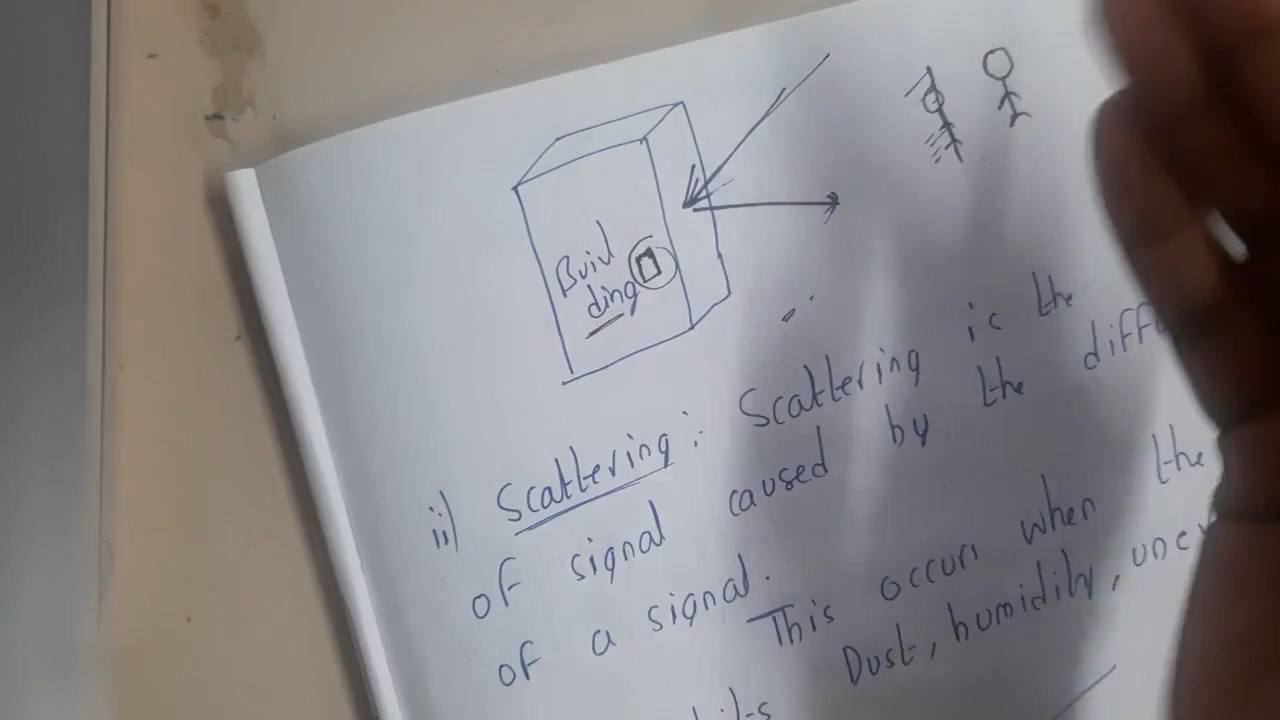 Buil
ding
ii) Scattering : Scattering is the
of signal caused by the
of a signal. This occurs when the
Dust, humidity,